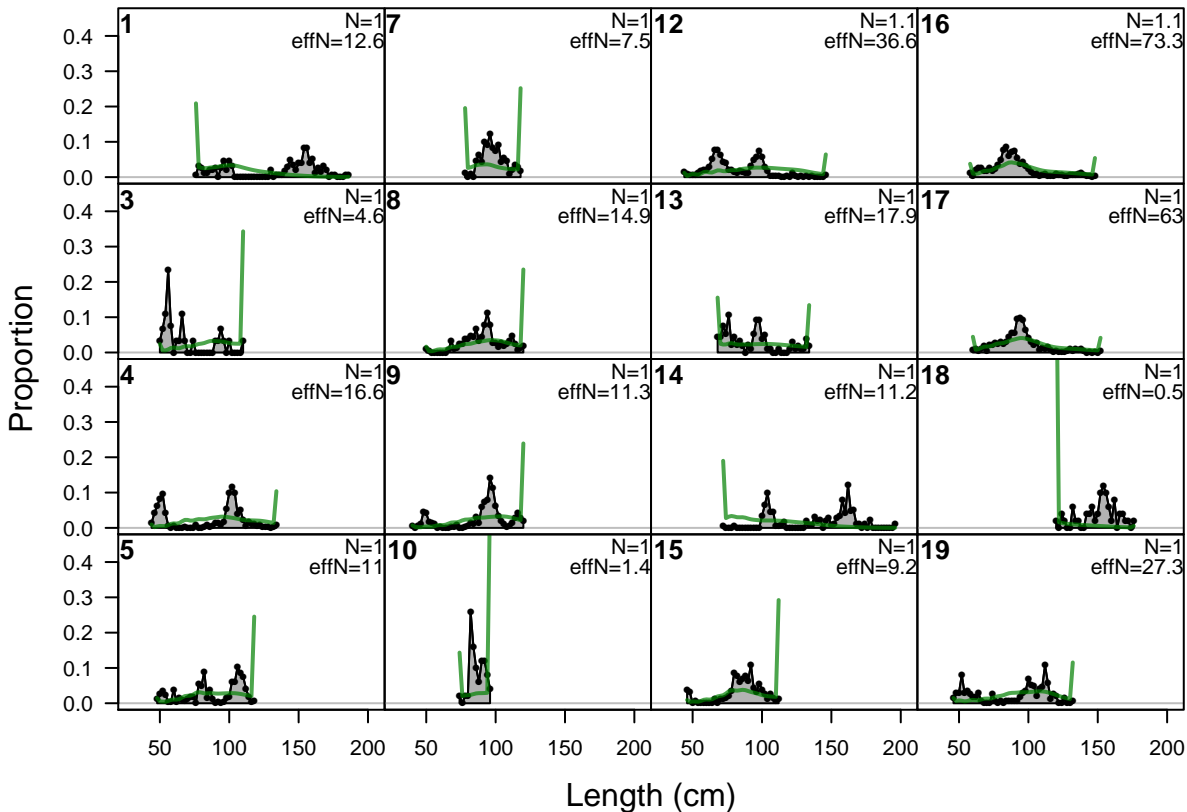 1
N=1
effN=12.6
7
N=1
effN=7.5
12
N=1.1
effN=36.6
16
N=1.1
effN=73.3
0.4
0.3
0.2
0.1
0.0
3
N=1
effN=4.6
8
N=1
effN=14.9
13
N=1
effN=17.9
17
N=1
effN=63
0.4
0.3
0.2
0.1
0.0
4
N=1
effN=16.6
9
N=1
effN=11.3
14
N=1
effN=11.2
18
N=1
effN=0.5
0.4
0.3
0.2
0.1
0.0
5
N=1
effN=11
10
N=1
effN=1.4
15
N=1
effN=9.2
19
N=1
effN=27.3
0.4
0.3
0.2
0.1
0.0
Proportion
50 100 150 200 50 100 150 200 50 100 150 200 50 100 150 200
Length (cm)